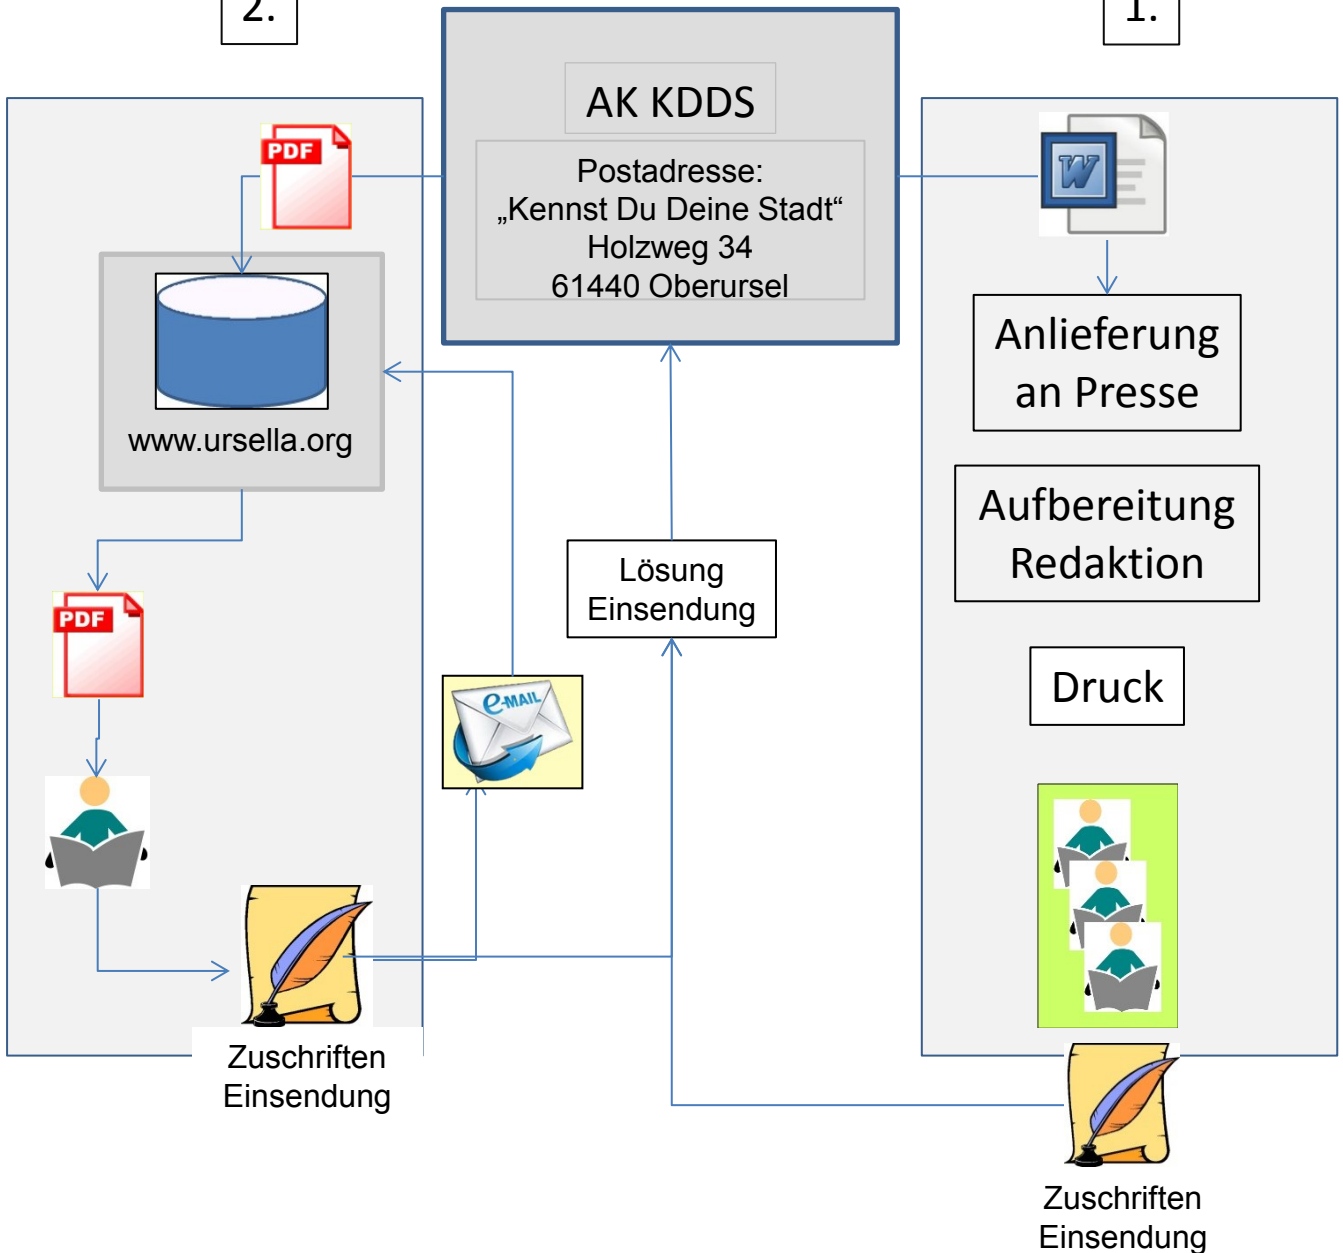 2.
1.
AK KDDS
Postadresse:
„Kennst Du Deine Stadt“
Holzweg 34
61440 Oberursel
PDF
www.ursella.org
PDF
W
Anlieferung
an Presse
Aufbereitung
Redaktion
Druck
Lösung
Einsendung
e-MAIL
Zuschriften
Einsendung
Zuschriften
Einsendung